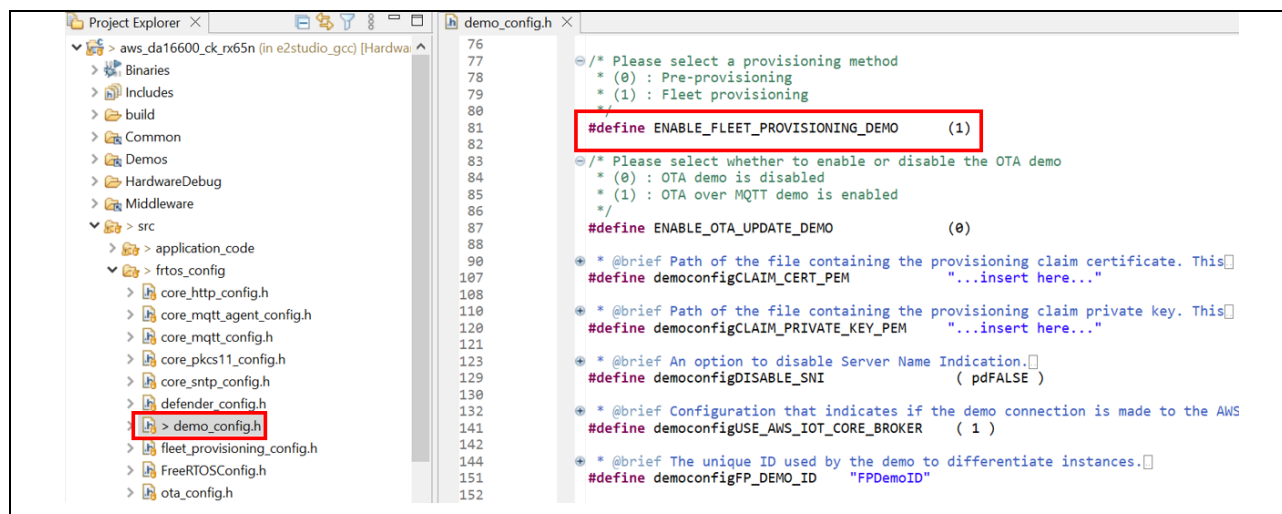 Project Explorer
aws_da16600_ck_rx65n (in e2studio_gcc) [Hardwa
Binaries
Includes
build
Common
Demos
HardwareDebug
Middleware
src
application_code
frtos_config
core_http_config.h
core_mqtt_agent_config.h
core_mqtt_config.h
core_pkcs11_config.h
core_sntp_config.h
defender_config.h
demo_config.h
fleet_provisioning_config.h
FreeRTOSConfig.h
ota_config.h
demo_config.h
76
77 /* Please select a provisioning method
78 * (0) : Pre-provisioning
79 * (1) : Fleet provisioning
80 */
81 #define ENABLE_FLEET_PROVISIONING_DEMO (1)
82
83 /* Please select whether to enable or disable the OTA demo
84 * (0) : OTA demo is disabled
85 * (1) : OTA over MQTT demo is enabled
86 */
87 #define ENABLE_OTA_UPDATE_DEMO (0)
88
90 * @brief Path of the file containing the provisioning claim certificate. This
107 #define democonfigCLAIM_CERT_PEM "...insert here..."
108
110 * @brief Path of the file containing the provisioning claim private key. This
120 #define democonfigCLAIM_PRIVATE_KEY_PEM "...insert here..."
121
123 * @brief An option to disable Server Name Indication.
129 #define democonfigDISABLE_SNI ( pdFALSE )
130
132 * @brief Configuration that indicates if the demo connection is made to the AWS
141 #define democonfigUSE_AWS_IOT_CORE_BROKER ( 1 )
142
144 * @brief The unique ID used by the demo to differentiate instances.
151 #define democonfigFP_DEMO_ID "FPDemoID"
152